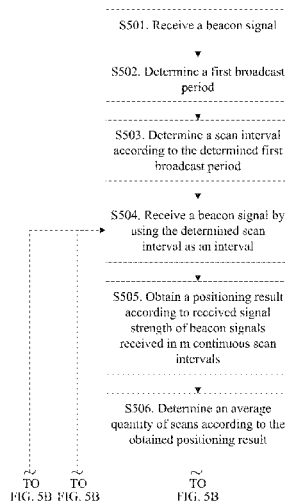 S501. Receive a beacon signal
S502. Determine a first broadcast
period
S503. Determine a scan interval
according to the determined first
broadcast period
S504. Receive a beacon signal by
using the determined scan
interval as an interval
S505. Obtain a positioning result
according to received signal
strength of beacon signals
received in m continuous scan
intervals
S506. Determine an average
quantity of scans according to the
obtained positioning result
TO TO TO
FIG. 5B FIG. 5B FIG. 5B